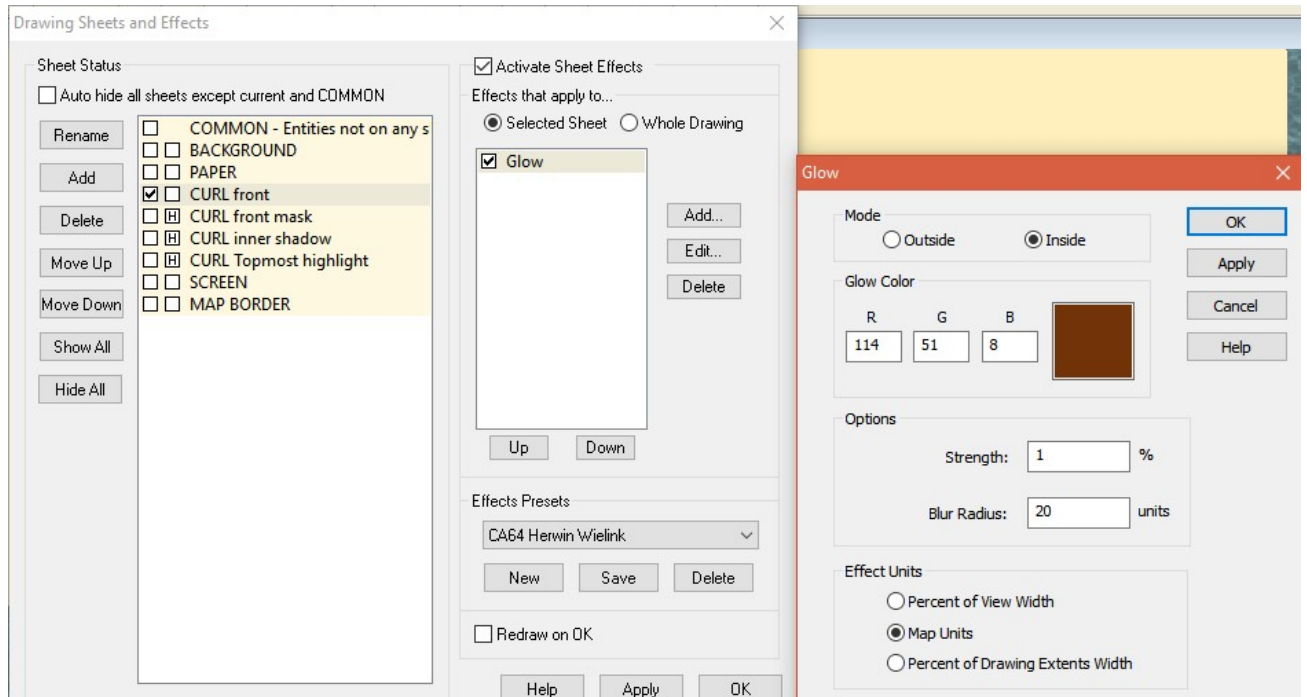 Drawing Sheets and Effects
Sheet Status
Auto hide all sheets except current and COMMON
Rename
Add
Delete
Move Up
Move Down
Show All
Hide All
COMMON - Entities not on any s
BACKGROUND
PAPER
CURL front
H CURL front mask
H CURL inner shadow
H CURL Topmost highlight
SCREEN
MAP BORDER
Activate Sheet Effects
Effects that apply to...
Selected Sheet Whole Drawing
Glow
Add...
Edit...
Delete
Up Down
Effects Presets
CA64 Herwin Wielink
New Save Delete
Redraw on OK
Help Apply OK
Glow
Mode
Outside Inside
Glow Color
R G B
114 51 8
Options
Strength: 1 %
Blur Radius: 20 units
Effect Units
Percent of View Width
Map Units
Percent of Drawing Extents Width
OK
Apply
Cancel
Help